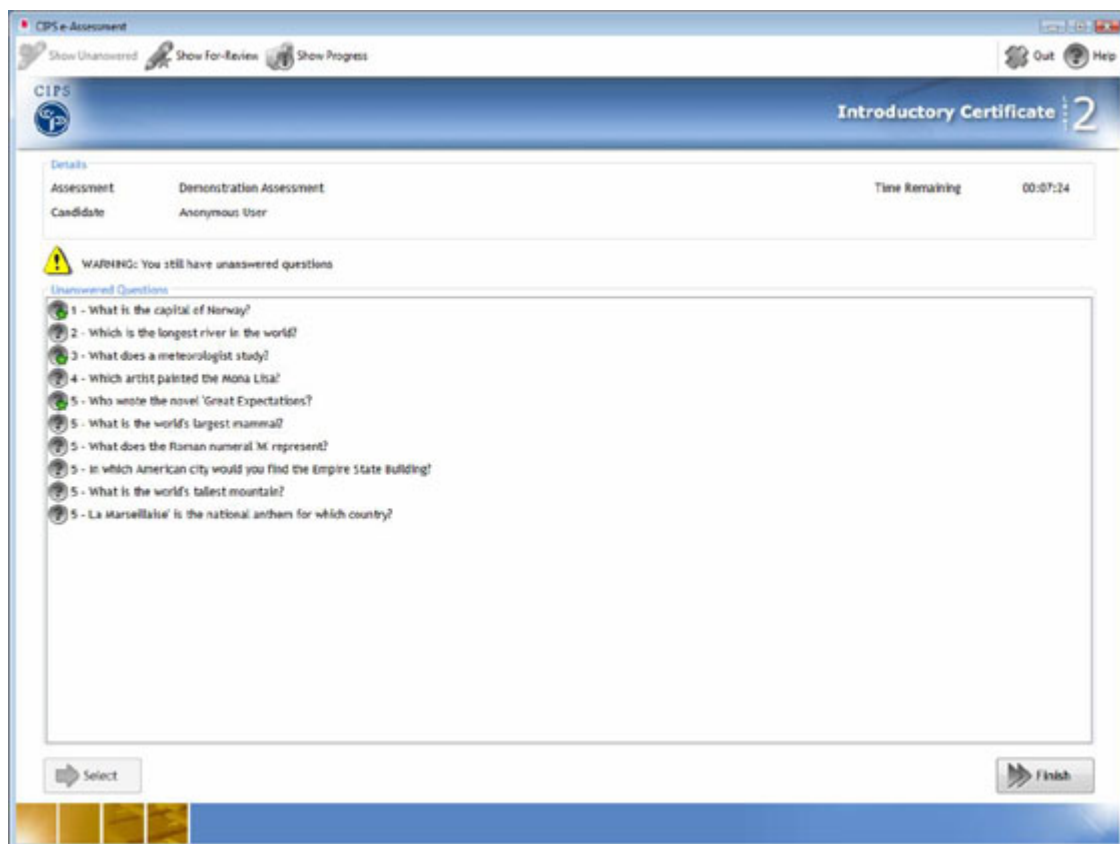 CIPS e-Assessment
Show Unanswered Show For-Review Show Progress Quit Help
CIPS
Introductory Certificate LEVEL 2
Details
Assessment Demonstration Assessment Time Remaining 00:07:24
Candidate Anonymous User
WARNING: You still have unanswered questions
Unanswered Questions
1 - What is the capital of Norway?
2 - Which is the longest river in the world?
3 - What does a meteorologist study?
4 - Which artist painted the Mona Lisa?
5 - Who wrote the novel 'Great Expectations?
5 - What is the world's largest mammal?
5 - What does the Roman numeral 'M' represent?
5 - In which American city would you find the Empire State Building?
5 - What is the world's tallest mountain?
5 - La Marseillaise' is the national anthem for which country?
Select Finish